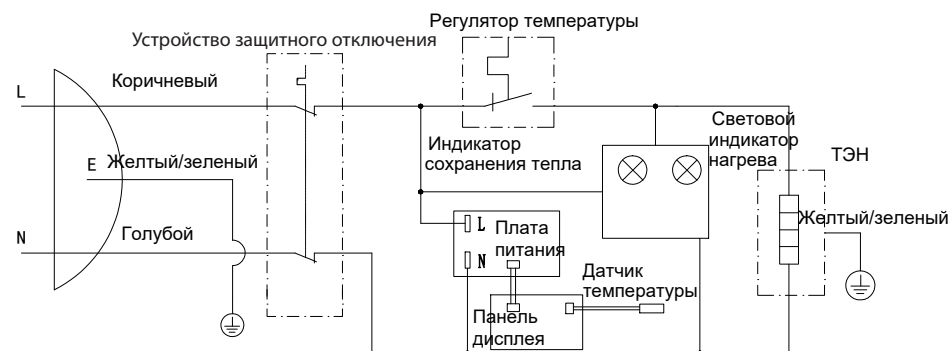 Регулятор температуры
Устройство защитного отключения
Коричневый
L
Световой
индикатор
нагрева
Индикатор
сохранения тепла
ТЭН
E
Желтый/зеленый
Желтый/зеленый
N
Голубой
L
Плата
питания
N
Датчик
температуры
Панель
дисплея